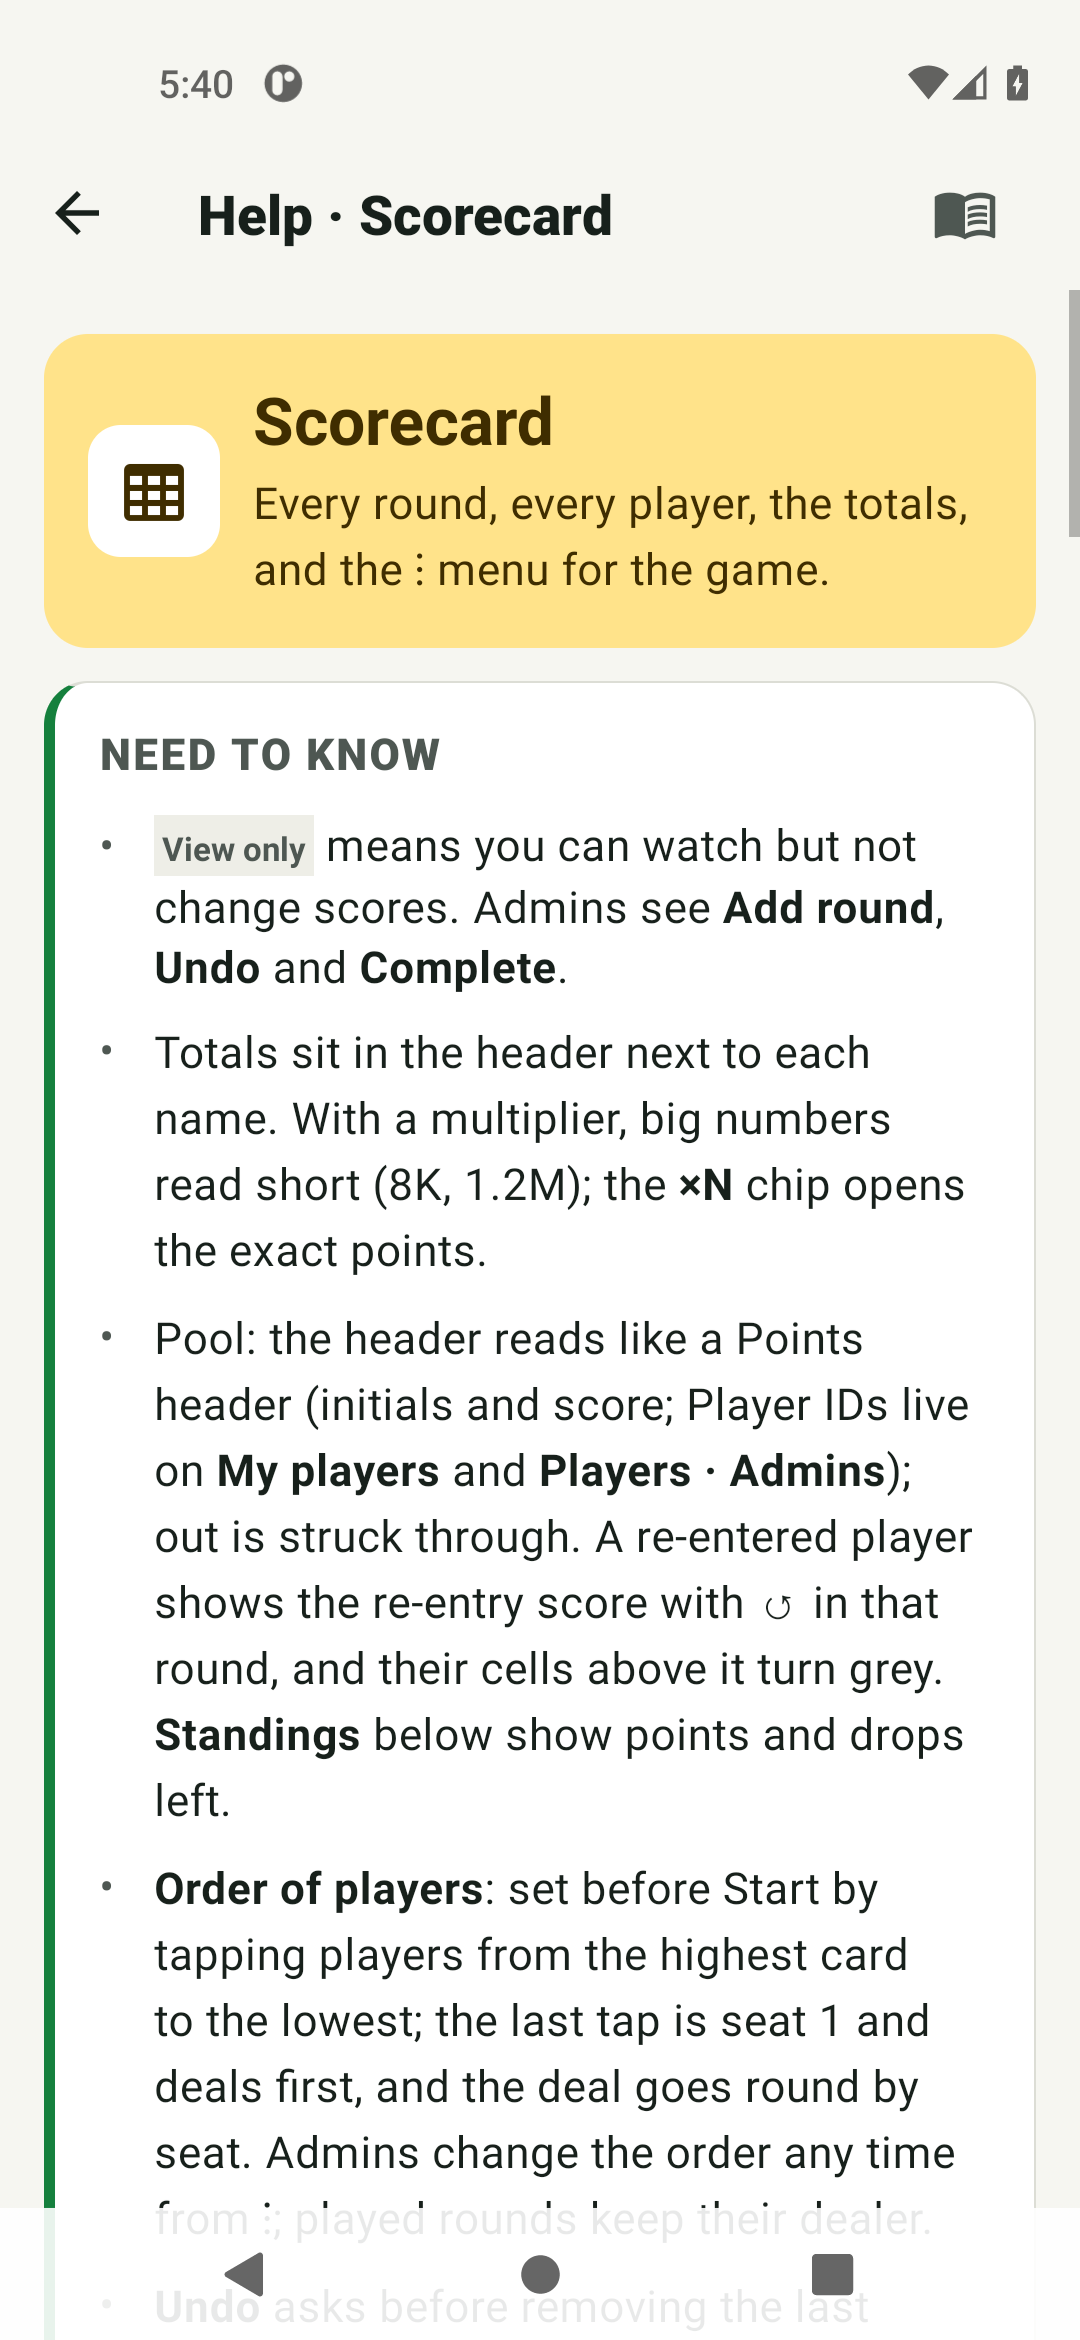 5:40
Help · Scorecard
Scorecard
Every round, every player, the totals,
and the ⋮ menu for the game.
NEED TO KNOW
• View only means you can watch but not
change scores. Admins see Add round,
Undo and Complete.
• Totals sit in the header next to each
name. With a multiplier, big numbers
read short (8K, 1.2M); the ×N chip opens
the exact points.
• Pool: the header reads like a Points
header (initials and score; Player IDs live
on My players and Players · Admins);
out is struck through. A re-entered player
shows the re-entry score with ↺ in that
round, and their cells above it turn grey.
Standings below show points and drops
left.
• Order of players: set before Start by
tapping players from the highest card
to the lowest; the last tap is seat 1 and
deals first, and the deal goes round by
seat. Admins change the order any time
from ⋮; played rounds keep their dealer.
• Undo asks before removing the last